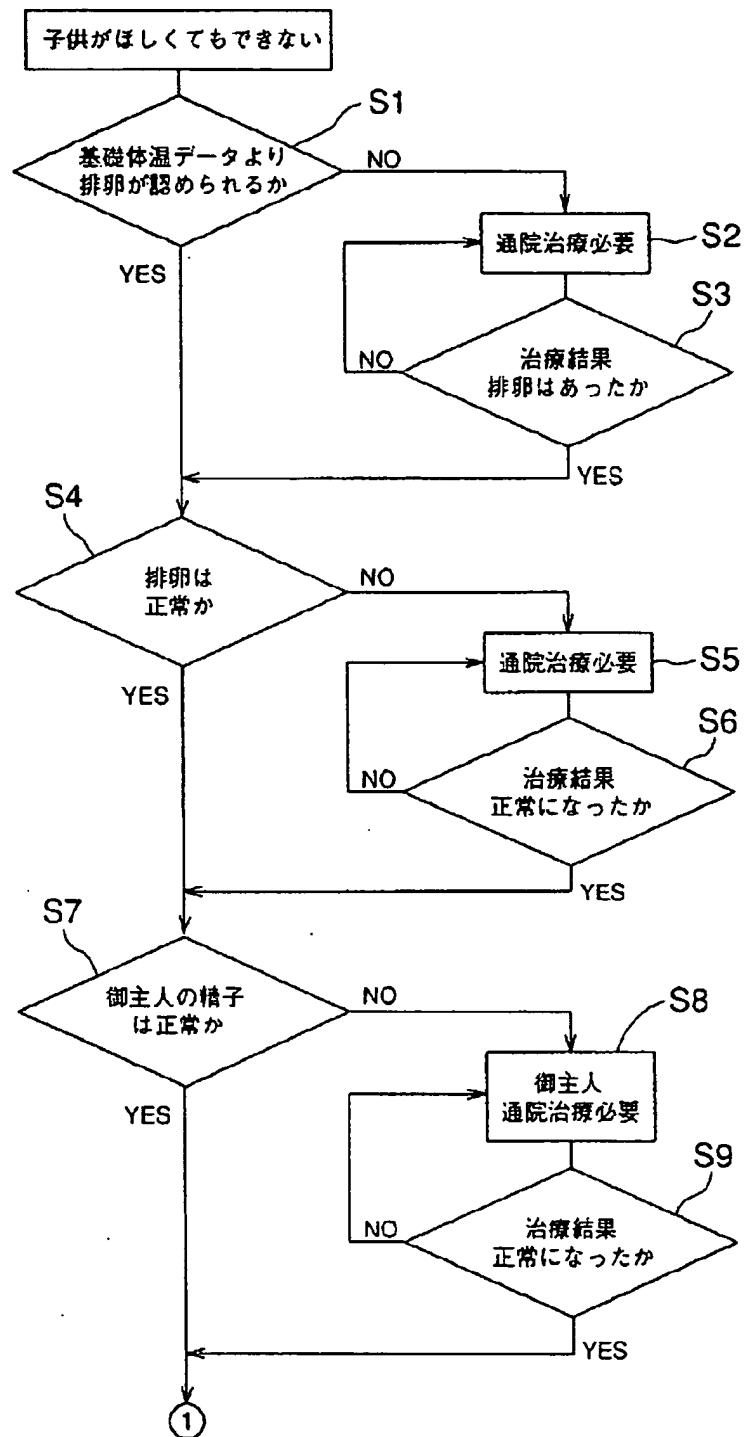 子供がほしくてもできない
S1
基礎体温データより
排卵が認められるか
NO
YES
通院治療必要
S2
S3
治療結果
排卵はあったか
NO
YES
S4
排卵は
正常か
NO
YES
通院治療必要
S5
S6
治療結果
正常になったか
NO
YES
S7
御主人の精子
は正常か
NO
YES
S8
御主人
通院治療必要
S9
治療結果
正常になったか
NO
YES
1